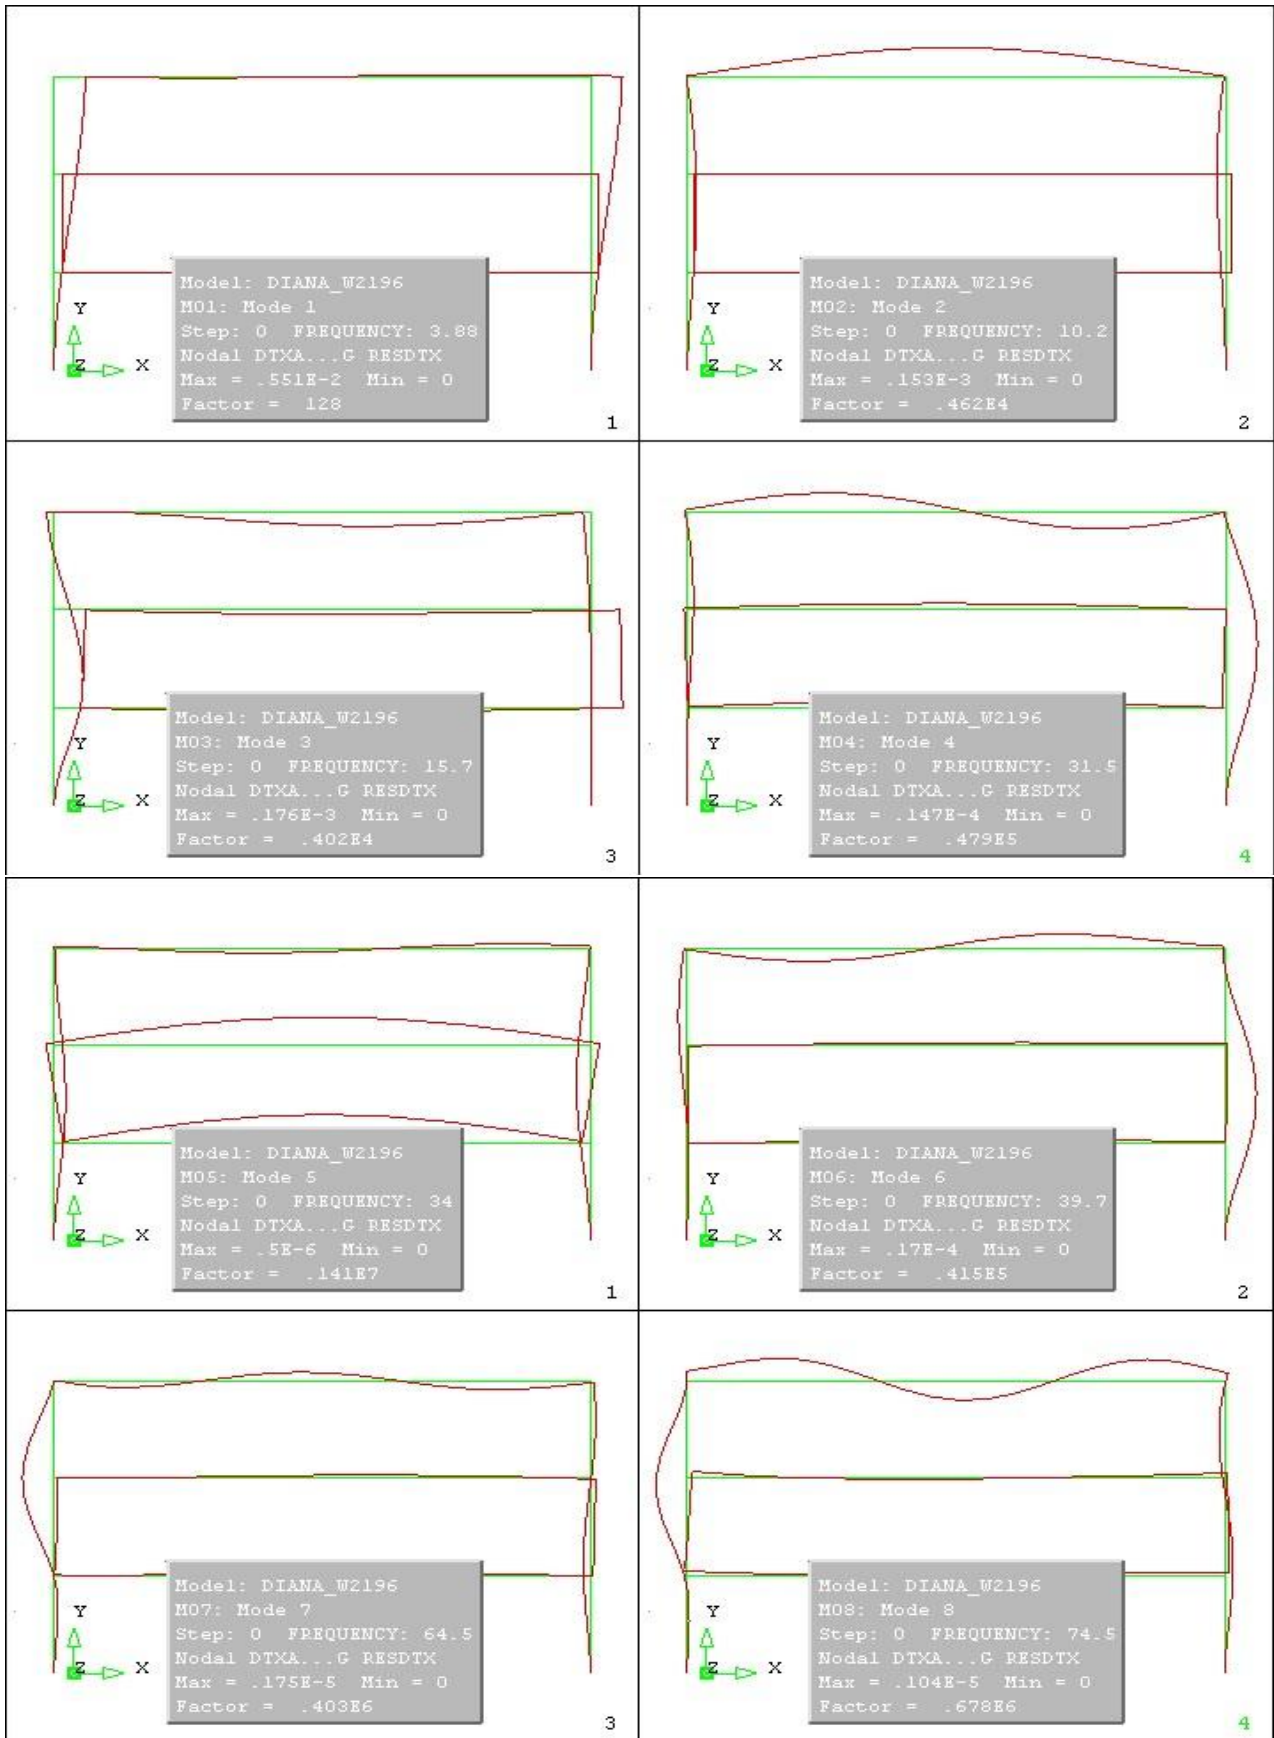 Model: DIANA_W2196
M01: Mode 1
Step: 0 FREQUENCY: 3.88
Nodal DTXA...G RESDTX
Max = .551E-2 Min = 0
Factor = 128
Y
Z X
1
Model: DIANA_W2196
M02: Mode 2
Step: 0 FREQUENCY: 10.2
Nodal DTXA...G RESDTX
Max = .153E-3 Min = 0
Factor = .462E4
Y
Z X
2
Model: DIANA_W2196
M03: Mode 3
Step: 0 FREQUENCY: 15.7
Nodal DTXA...G RESDTX
Max = .176E-3 Min = 0
Factor = .402E4
Y
Z X
3
Model: DIANA_W2196
M04: Mode 4
Step: 0 FREQUENCY: 31.5
Nodal DTXA...G RESDTX
Max = .147E-4 Min = 0
Factor = .479E5
Y
Z X
4
Model: DIANA_W2196
M05: Mode 5
Step: 0 FREQUENCY: 34
Nodal DTXA...G RESDTX
Max = .5E-6 Min = 0
Factor = .141E7
Y
Z X
1
Model: DIANA_W2196
M06: Mode 6
Step: 0 FREQUENCY: 39.7
Nodal DTXA...G RESDTX
Max = .17E-4 Min = 0
Factor = .415E5
Y
Z X
2
Model: DIANA_W2196
M07: Mode 7
Step: 0 FREQUENCY: 64.5
Nodal DTXA...G RESDTX
Max = .175E-5 Min = 0
Factor = .403E6
Y
Z X
3
Model: DIANA_W2196
M08: Mode 8
Step: 0 FREQUENCY: 74.5
Nodal DTXA...G RESDTX
Max = .104E-5 Min = 0
Factor = .678E6
Y
Z X
4